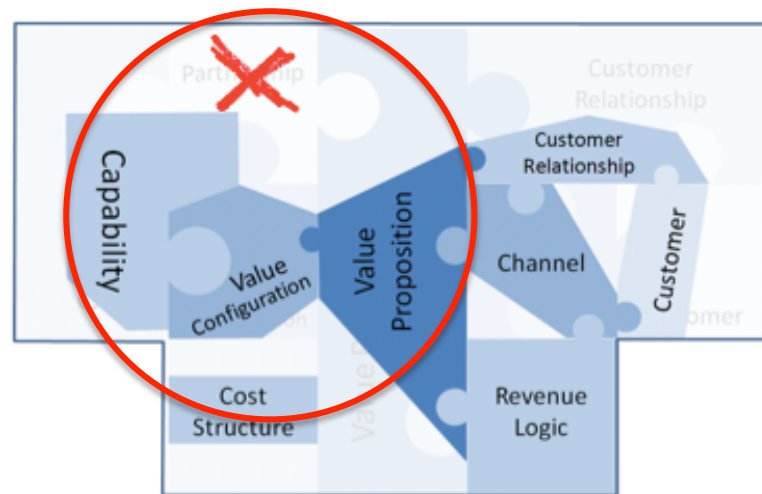 Partnership
Customer
Relationship
Customer
Relationship
Capability
Value
Configuration
Value
Proposition
Channel
Customer
Cost
Structure
Revenue
Logic